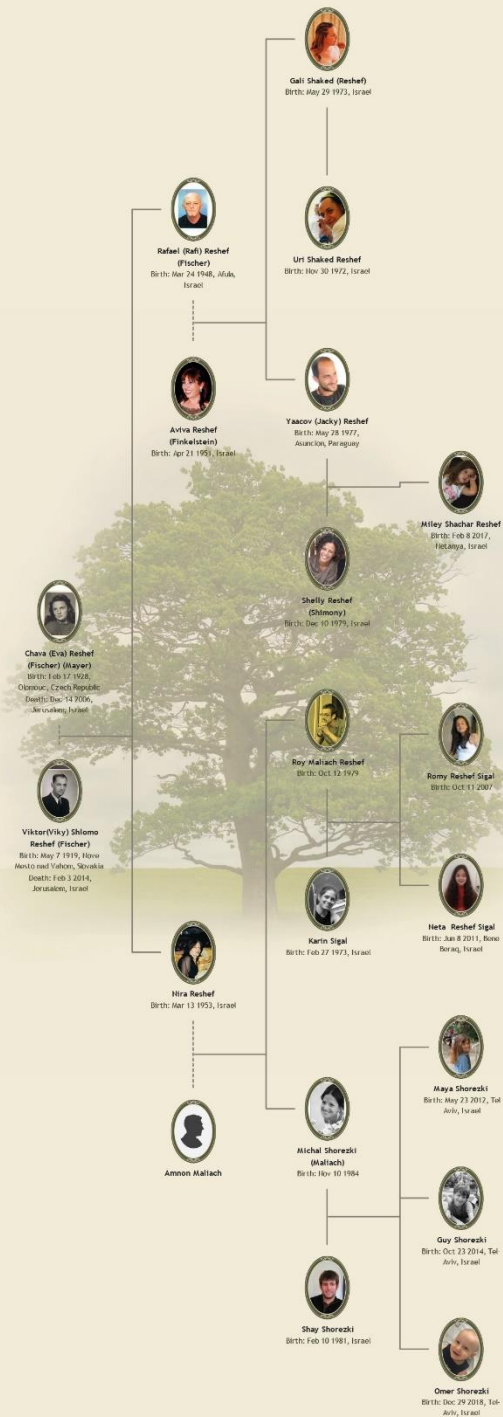 Gali Shaked (Reshef)
Birth: May 29 1973, Israel
Rafael (Rafi) Reshef
(Fischer)
Birth: Mar 24 1948, Afula,
Israel
Uri Shaked Reshef
Birth: Nov 30 1972, Israel
Aviva Reshef
(Finkelstein)
Birth: Apr 21 1951, Israel
Yaacov (Jacky) Reshef
Birth: May 28 1977,
Asuncion, Paraguay
Miley Shachar Reshef
Birth: Feb 8 2017,
Netanya, Israel
Shelly Reshef
(Shimony)
Birth: Dec 10 1979, Israel
Chava (Eva) Reshef
(Fischer) (Mayer)
Birth: Feb 17 1928,
Olomouc, Czech Republic
Death: Dec 14 2006,
Jerusalem, Israel
Roy Maliach Reshef
Birth: Oct 12 1979
Romy Reshef Sigal
Birth: Oct 11 2007
Viktor(Viky) Shlomo
Reshef (Fischer)
Birth: May 7 1919, Nove
Mesto nad Vahom, Slovakia
Death: Feb 3 2014,
Jerusalem, Israel
Karin Sigal
Birth: Feb 27 1973, Israel
Neta Reshef Sigal
Birth: Jun 8 2011, Bene
Beraq, Israel
Nira Reshef
Birth: Mar 13 1953, Israel
Maya Shorezki
Birth: May 23 2012, Tel
Aviv, Israel
Amnon Maliach
Michal Shorezki
(Maliach)
Birth: Nov 10 1984
Guy Shorezki
Birth: Oct 23 2014, Tel
Aviv, Israel
Shay Shorezki
Birth: Feb 10 1981, Israel
Omer Shorezki
Birth: Dec 29 2018, Tel-
Aviv, Israel